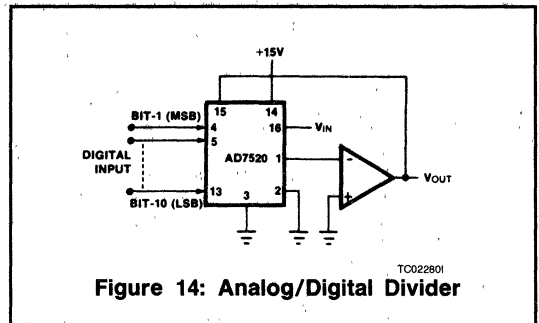 +15V
15 14
BIT-1 (MSB) 4 16 VIN
5
DIGITAL INPUT AD7520 1 - VOUT
13 2 +
BIT-10 (LSB) 3
TC02280I
Figure 14: Analog/Digital Divider